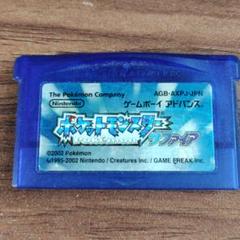 The Pokémon Company
AGB-AXPJ-JPN
Nintendo
ゲームボーイ アドバンス
ポケットモンスター
サファイア
©2002 Pokémon
©1995-2002 Nintendo / Creatures inc. / GAME FREAK inc.